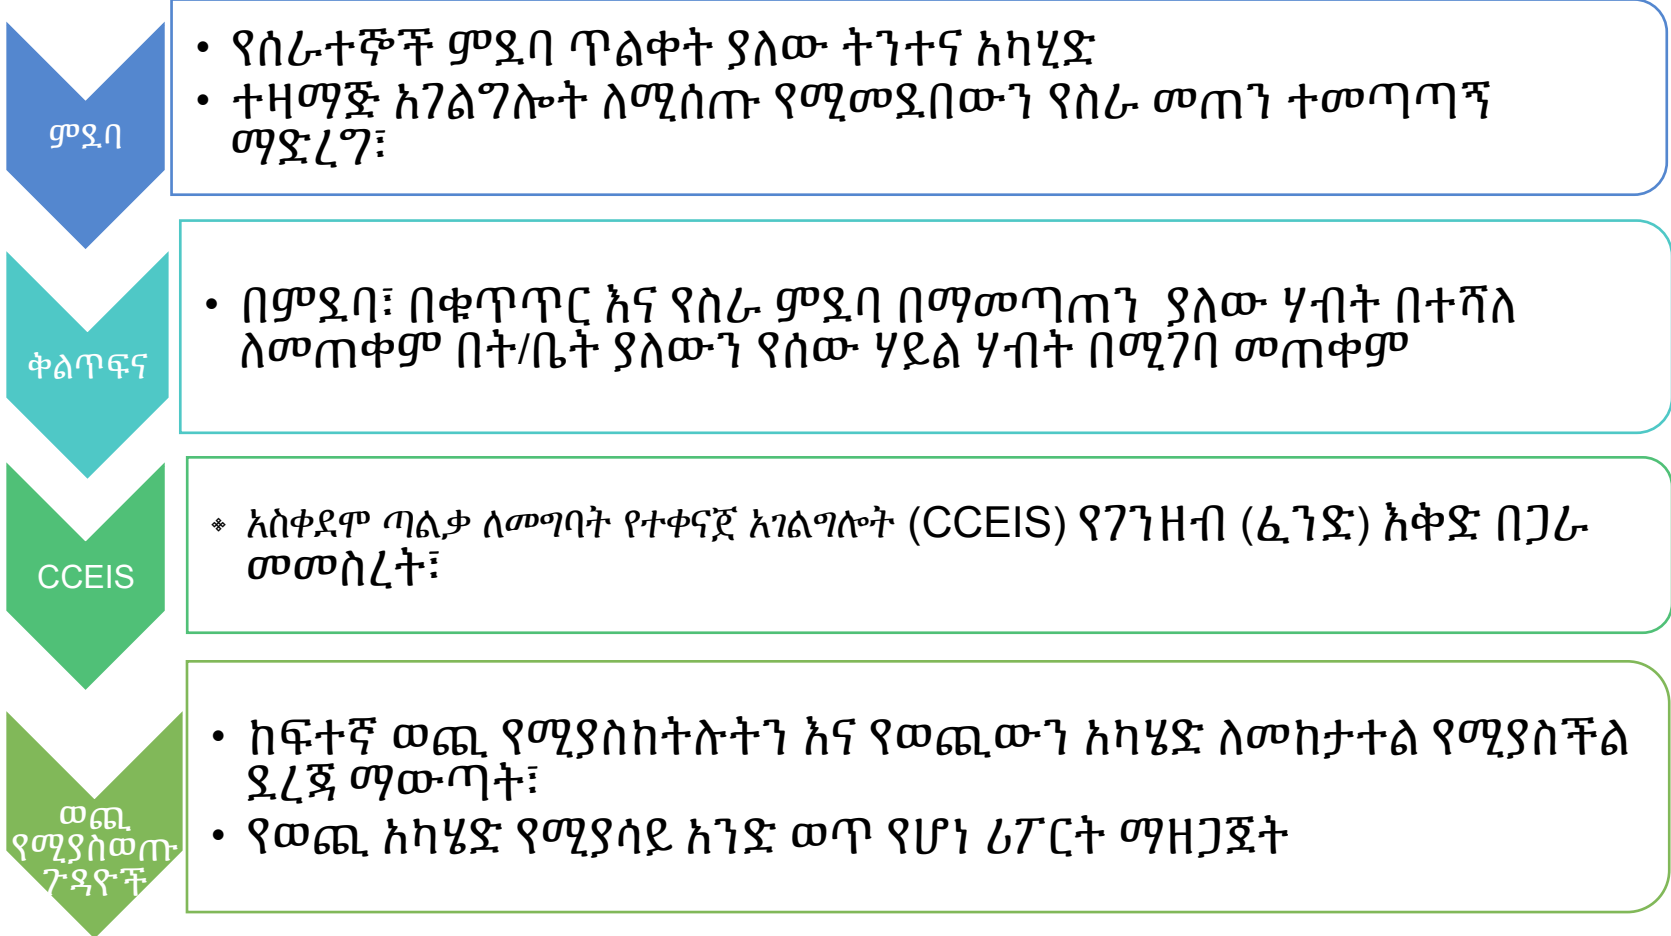 ምደባ
• የሰራተኞች ምደባ ጥልቀት ያለው ትንተና አካሂድ
• ተዛማጅ አገልግሎት ለሚሰጡ የሚመደበውን የስራ መጠን ተመጣጣኝ
ማድረግ፣
ቅልጥፍና
• በምደባ፣ በቁጥጥር እና የስራ ምደባ በማመጣጠን ያለው ሃብት በተሻለ
ለመጠቀም በት/ቤት ያለውን የሰው ሃይል ሃብት በሚገባ መጠቀም
CCEIS
❖ አስቀደሞ ጣልቃ ለመግባት የተቀናጀ አገልግሎት (CCEIS) የገንዘብ (ፈንድ) እቅድ በጋራ
መመስረት፣
ወጪ
የሚያስወጡ
ጉዳዮች
• ከፍተኛ ወጪ የሚያስከትሉትን እና የወጪውን አካሄድ ለመከታተል የሚያስችል
ደረጃ ማውጣት፣
• የወጪ አካሄድ የሚያሳይ አንድ ወጥ የሆነ ሪፖርት ማዘጋጀት